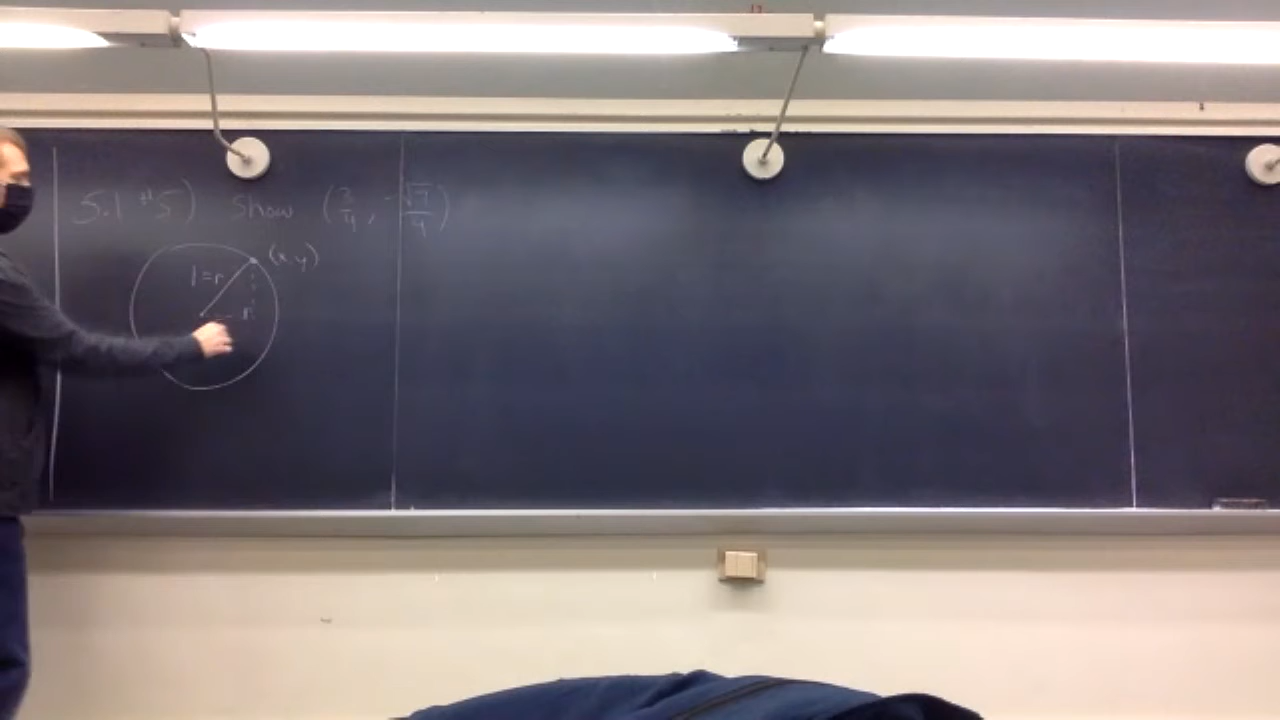 5.1 #5) Show (3/4, -√7/4)
(x,y)
1=r